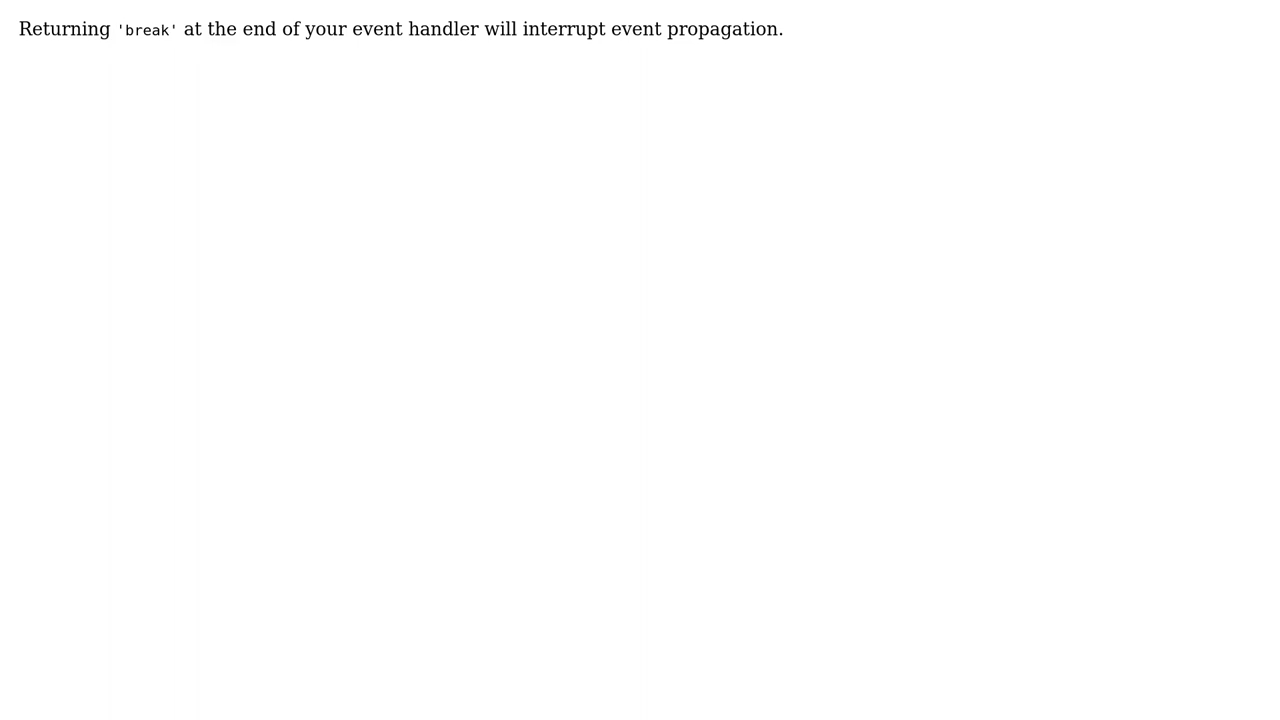 Returning 'break' at the end of your event handler will interrupt event propagation.